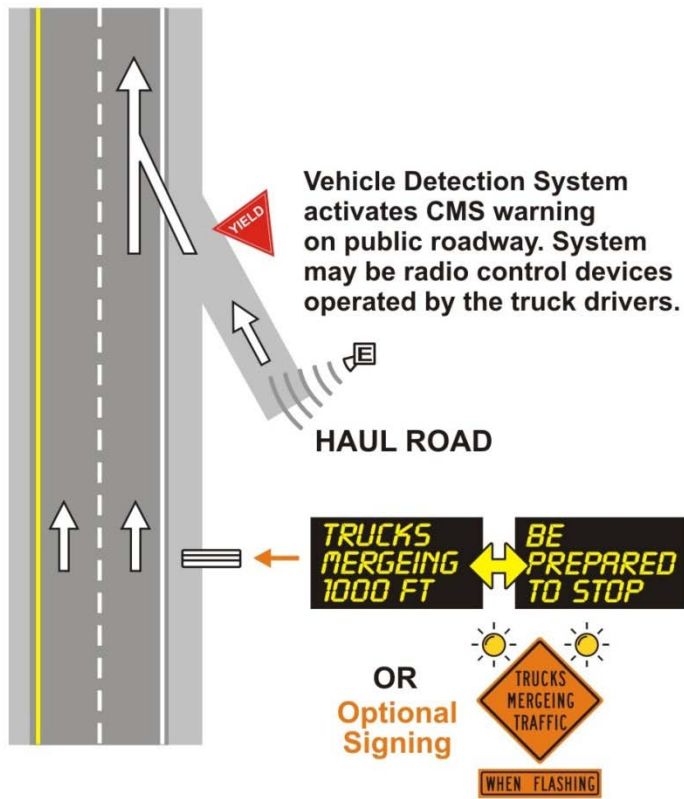 YIELD
Vehicle Detection System
activates CMS warning
on public roadway. System
may be radio control devices
operated by the truck drivers.
E
HAUL ROAD
TRUCKS
MERGEING
1000 FT
BE
PREPARED
TO STOP
OR
Optional
Signing
TRUCKS
MERGEING
TRAFFIC
WHEN FLASHING